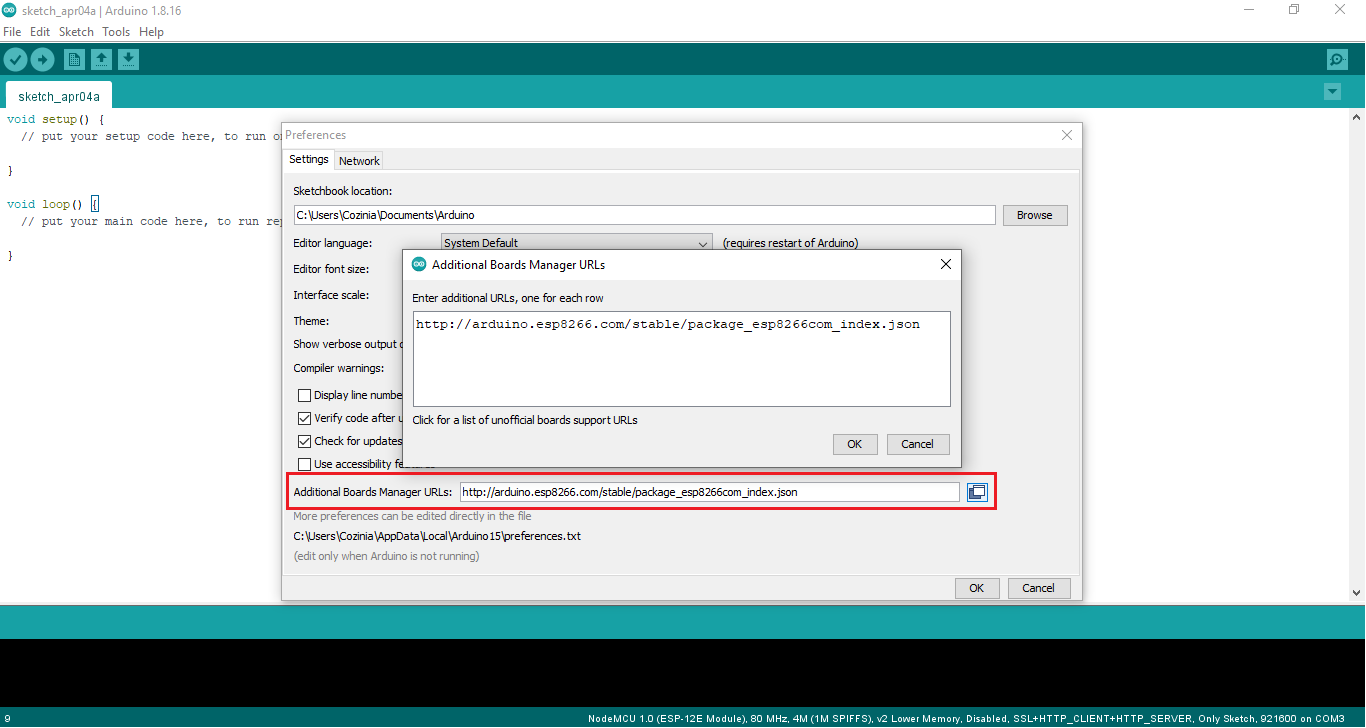 sketch_apr04a | Arduino 1.8.16
File Edit Sketch Tools Help
sketch_apr04a
void setup() {
// put your setup code here, to run
}
void loop() {
// put your main code here, to run
}
Preferences
Settings Network
Sketchbook location:
C:\Users\Cozinia\Documents\Arduino Browse
Editor language: System Default (requires restart of Arduino)
Editor font size:
Interface scale:
Theme:
Show verbose output
Compiler warnings:
Display line
Verify code after
Check for updates
Use accessibility
Additional Boards Manager URLs
Enter additional URLs, one for each row
http://arduino.esp8266.com/stable/package_esp8266com_index.json
Click for a list of unofficial boards support URLs
OK Cancel
Additional Boards Manager URLs: http://arduino.esp8266.com/stable/package_esp8266com_index.json
More preferences can be edited directly in the file
C:\Users\Cozinia\AppData\Local\Arduino15\preferences.txt
(edit only when Arduino is not running)
OK Cancel
9 NodeMCU 1.0 (ESP-12E Module), 80 MHz, 4M (1M SPIFFS), v2 Lower Memory, Disabled, SSL+HTTP_CLIENT+HTTP_SERVER, Only Sketch, 921600 on COM3